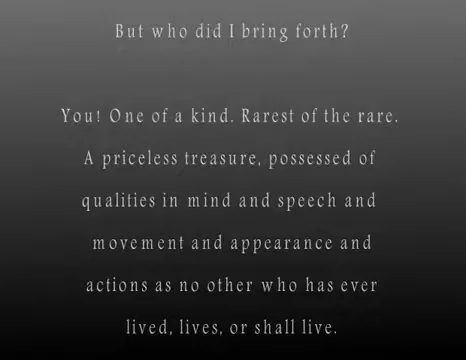 But who did I bring forth?
You! One of a kind. Rarest of the rare.
A priceless treasure, possessed of
qualities in mind and speech and
movement and appearance and
actions as no other who has ever
lived, lives, or shall live.